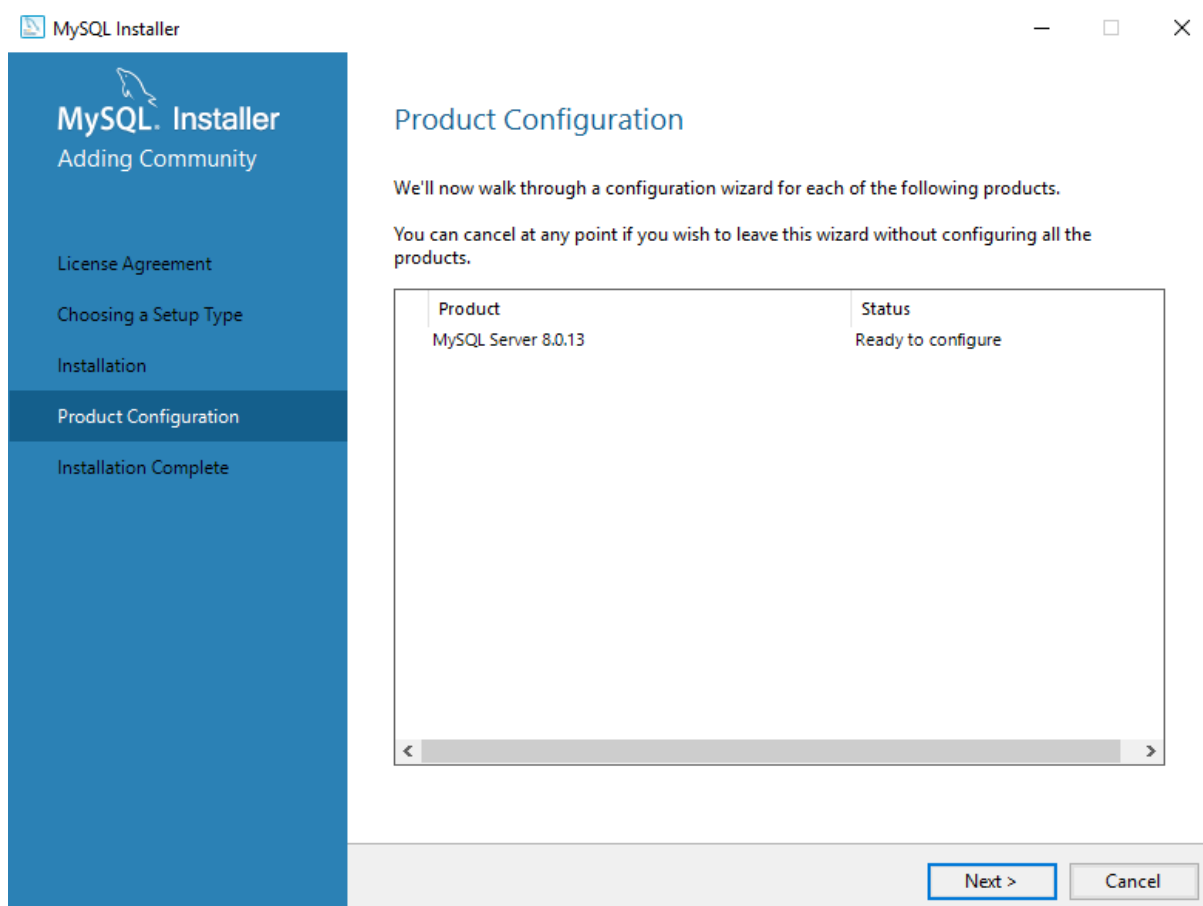 MySQL Installer
MySQL. Installer
Adding Community
License Agreement
Choosing a Setup Type
Installation
Product Configuration
Installation Complete
Product Configuration
We'll now walk through a configuration wizard for each of the following products.
You can cancel at any point if you wish to leave this wizard without configuring all the
products.
Product Status
MySQL Server 8.0.13 Ready to configure
Next > Cancel